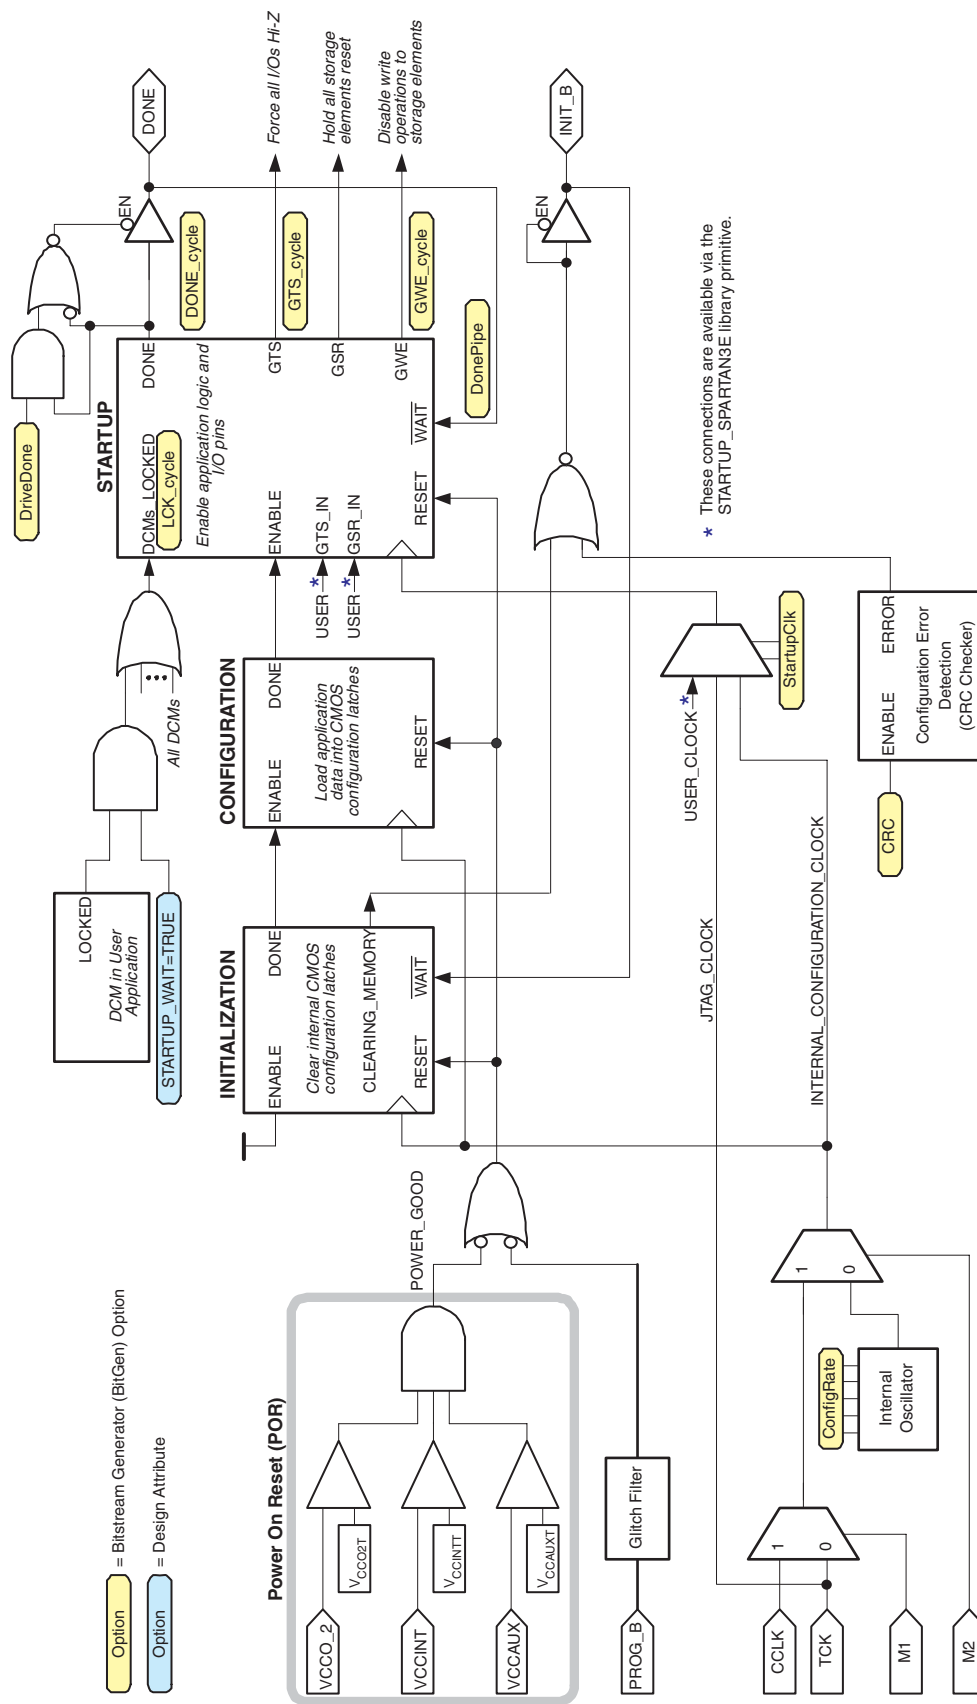 Option
= Bitstream Generator (BitGen) Option
Option
= Design Attribute
Power On Reset (POR)
VCCO_2
VCCO2T
VCCINT
VCCINTT
VCCAUX
VCCAUXT
POWER_GOOD
PROG_B
Glitch Filter
CCLK
TCK
M1
M2
1
0
ConfigRate
Internal
Oscillator
1
0
DCM in User
Application
LOCKED
STARTUP_WAIT=TRUE
All DCMs
INITIALIZATION
ENABLE
DONE
Clear internal CMOS
configuration latches
CLEARING_MEMORY
RESET
WAIT
CONFIGURATION
ENABLE
DONE
Load application
data into CMOS
configuration latches
RESET
STARTUP
DCMs_LOCKED
LCK_cycle
DONE
Enable application logic and
I/O pins
ENABLE
GTS
USER
*
GTS_IN
GSR
USER
*
GSR_IN
GWE
RESET
WAIT
DriveDone
EN
DONE
DONE_cycle
GTS_cycle
GWE_cycle
DonePipe
Force all I/Os Hi-Z
Hold all storage
elements reset
Disable write
operations to
storage elements
EN
INIT_B
USER_CLOCK
*
JTAG_CLOCK
INTERNAL_CONFIGURATION_CLOCK
StartupClk
* These connections are available via the
STARTUP_SPARTAN3E library primitive.
CRC
ENABLE
ERROR
Configuration Error
Detection
(CRC Checker)